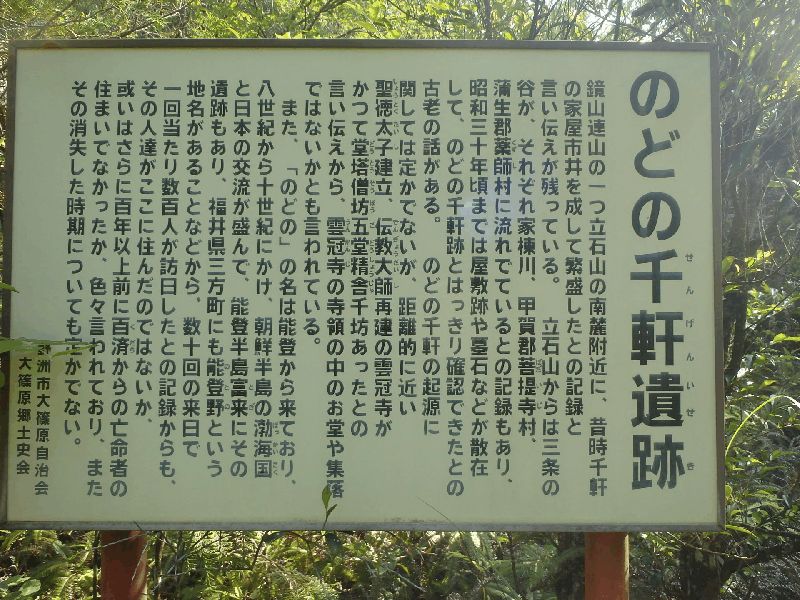 のどの千軒遺跡
せんげんいせき
鏡山連山の一つ立石山の南麓附近に、昔時千軒
の家屋市井を成して繁盛したとの記録と
言い伝えが残っている。 立石山からは三条の
谷が、それぞれ家棟川、甲賀郡菩提寺村、
蒲生郡薬師村に流れでているとの記録もあり、
昭和三十年頃までは屋敷跡や墓石などが散在
して、のどの千軒跡とはっきり確認できたとの
古老の話がある。 のどの千軒の起源に
関しては定かでないが、距離的に近い
聖徳太子建立、伝教大師再建の雲冠寺が
かつて堂塔僧坊五堂精舎千坊あったとの
言い伝えから、雲冠寺の寺領の中のお堂や集落
ではないかとも言われている。
また、「のどの」の名は能登から来ており、
八世紀から十世紀にかけ、朝鮮半島の渤海国
と日本の交流が盛んで、能登半島富来にその
遺跡もあり、福井県三方町にも能登野という
地名があることなどから、数十回の来日で
一回当たり数百人が訪日したとの記録からも、
その人達がここに住んだのではないか、
或いはさらに百年以上前に百済からの亡命者の
住まいでなかったか、色々言われており、また
その消失した時期についても定かでない。
野洲市大篠原自治会
大篠原郷土史会